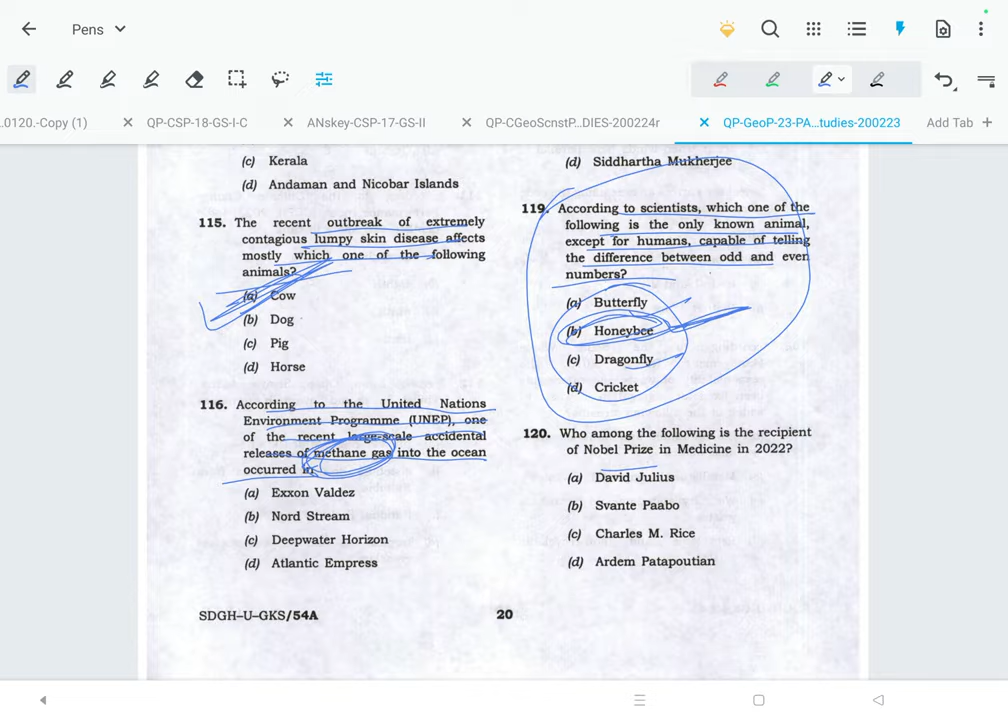 Pens
.0120.-Copy (1)
QP-CSP-18-GS-I-C
ANskey-CSP-17-GS-II
QP-CGeoScnstP...DIES-200224r
QP-GeoP-23-PA...tudies-200223
Add Tab +
(c) Kerala
(d) Andaman and Nicobar Islands
115. The recent outbreak of extremely
contagious lumpy skin disease affects
mostly which one of the following
animals?
(a) Cow
(b) Dog
(c) Pig
(d) Horse
116. According to the United Nations
Environment Programme (UNEP), one
of the recent large-scale accidental
releases of methane gas into the ocean
occurred in
(a) Exxon Valdez
(b) Nord Stream
(c) Deepwater Horizon
(d) Atlantic Empress
(d) Siddhartha Mukherjee
119. According to scientists, which one of the
following is the only known animal,
except for humans, capable of telling
the difference between odd and even
numbers?
(a) Butterfly
(b) Honeybee
(c) Dragonfly
(d) Cricket
120. Who among the following is the recipient
of Nobel Prize in Medicine in 2022?
(a) David Julius
(b) Svante Paabo
(c) Charles M. Rice
(d) Ardem Patapoutian
SDGH–U–GKS/54A
20